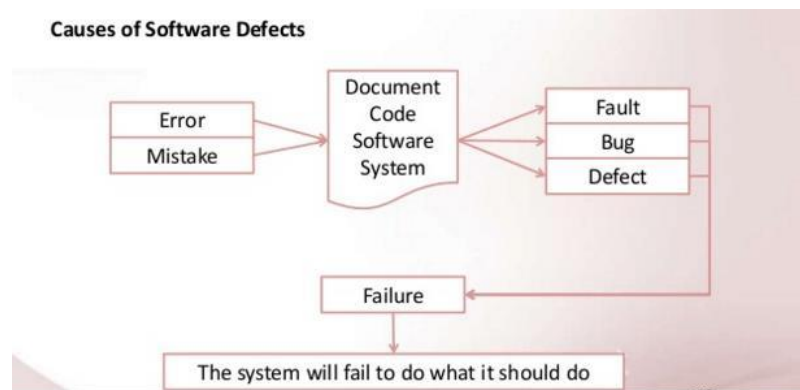 Causes of Software Defects
Error
Mistake
Document
Code
Software
System
Fault
Bug
Defect
Failure
The system will fail to do what it should do